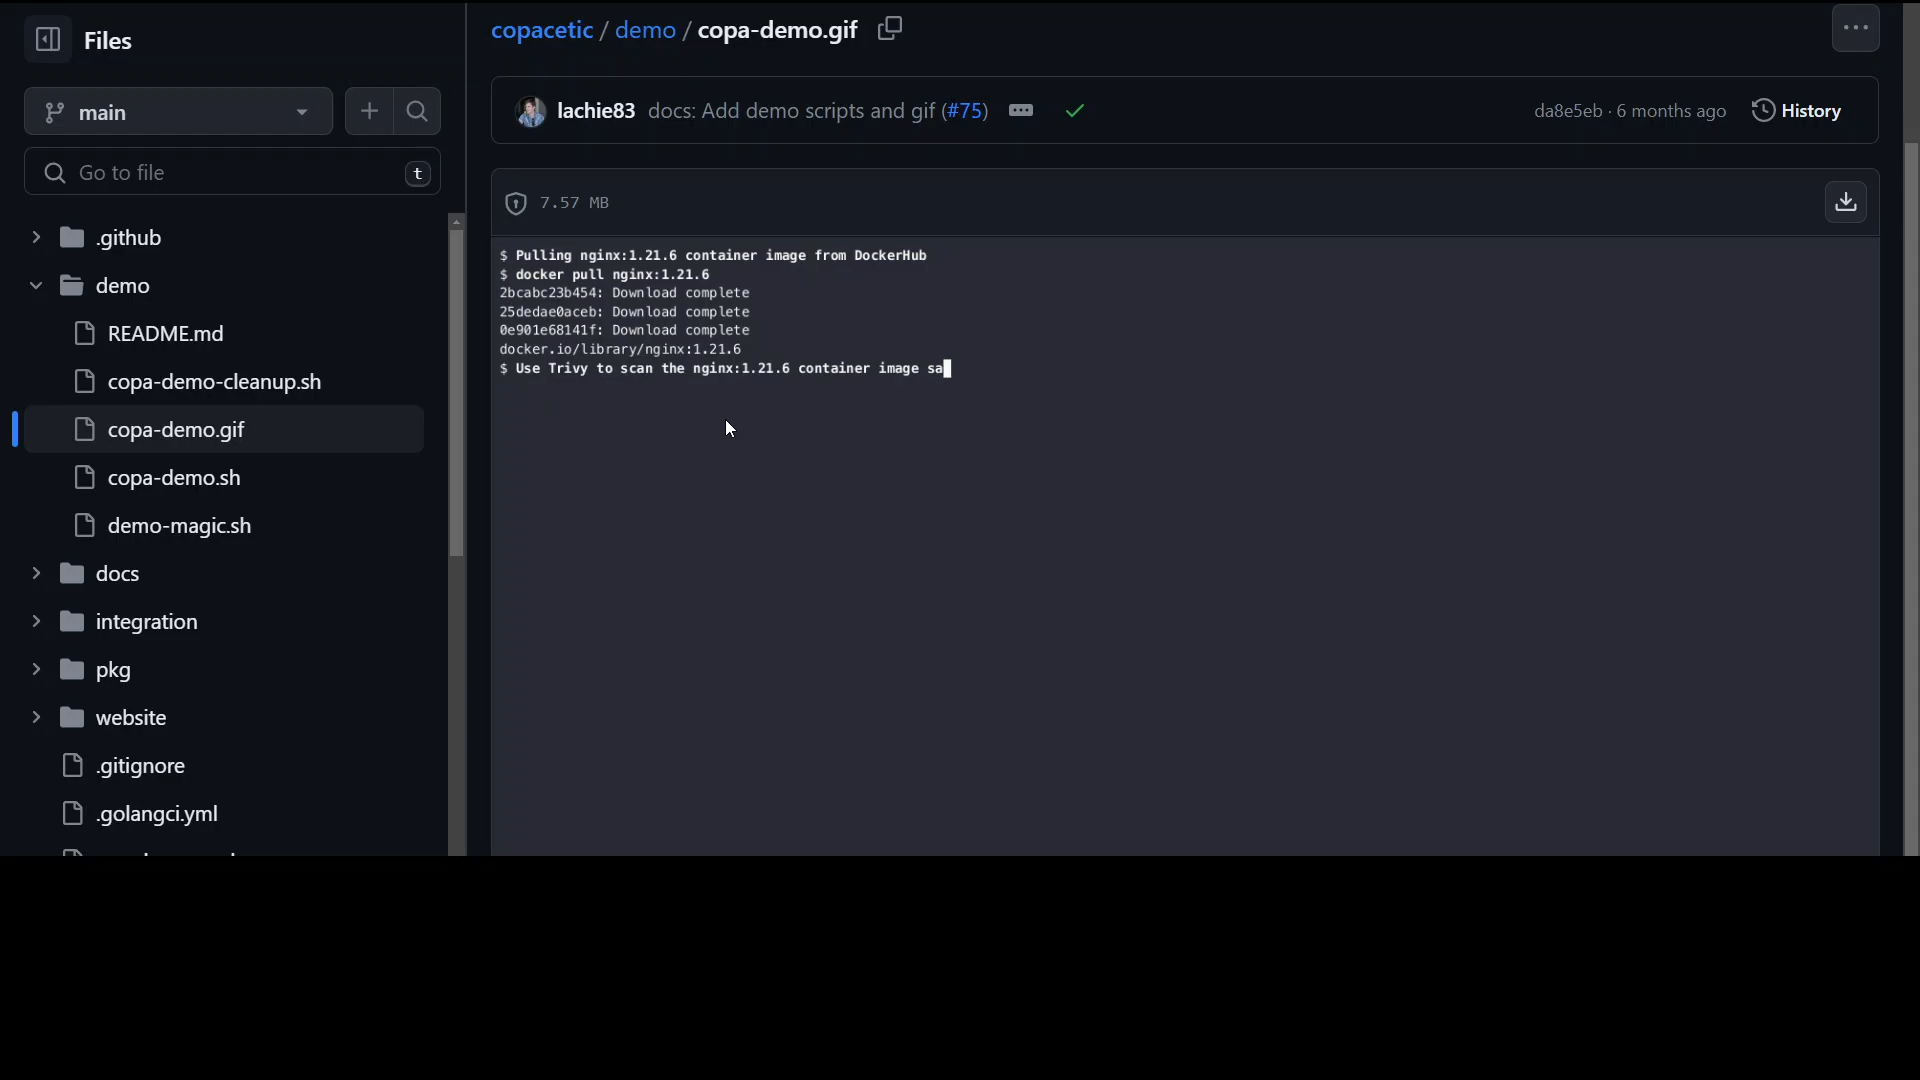 Files
main
Go to file
t
.github
demo
README.md
copa-demo-cleanup.sh
copa-demo.gif
copa-demo.sh
demo-magic.sh
docs
integration
pkg
website
.gitignore
.golangci.yml
copacetic / demo / copa-demo.gif
lachie83 docs: Add demo scripts and gif (#75)
da8e5eb · 6 months ago History
7.57 MB
$ Pulling nginx:1.21.6 container image from DockerHub
$ docker pull nginx:1.21.6
2bcabc23b454: Download complete
25dedae0aceb: Download complete
0e901e68141f: Download complete
docker.io/library/nginx:1.21.6
$ Use Trivy to scan the nginx:1.21.6 container image sa